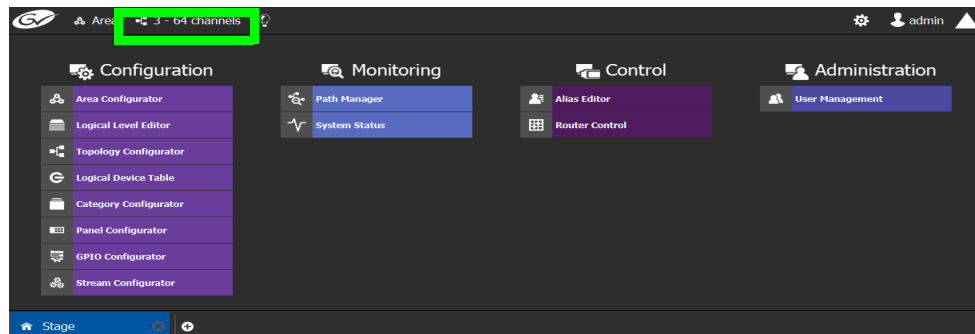 Area 3 - 64 channels admin
Configuration
Area Configurator
Logical Level Editor
Topology Configurator
Logical Device Table
Category Configurator
Panel Configurator
GPIO Configurator
Stream Configurator
Monitoring
Path Manager
System Status
Control
Alias Editor
Router Control
Administration
User Management
Stage